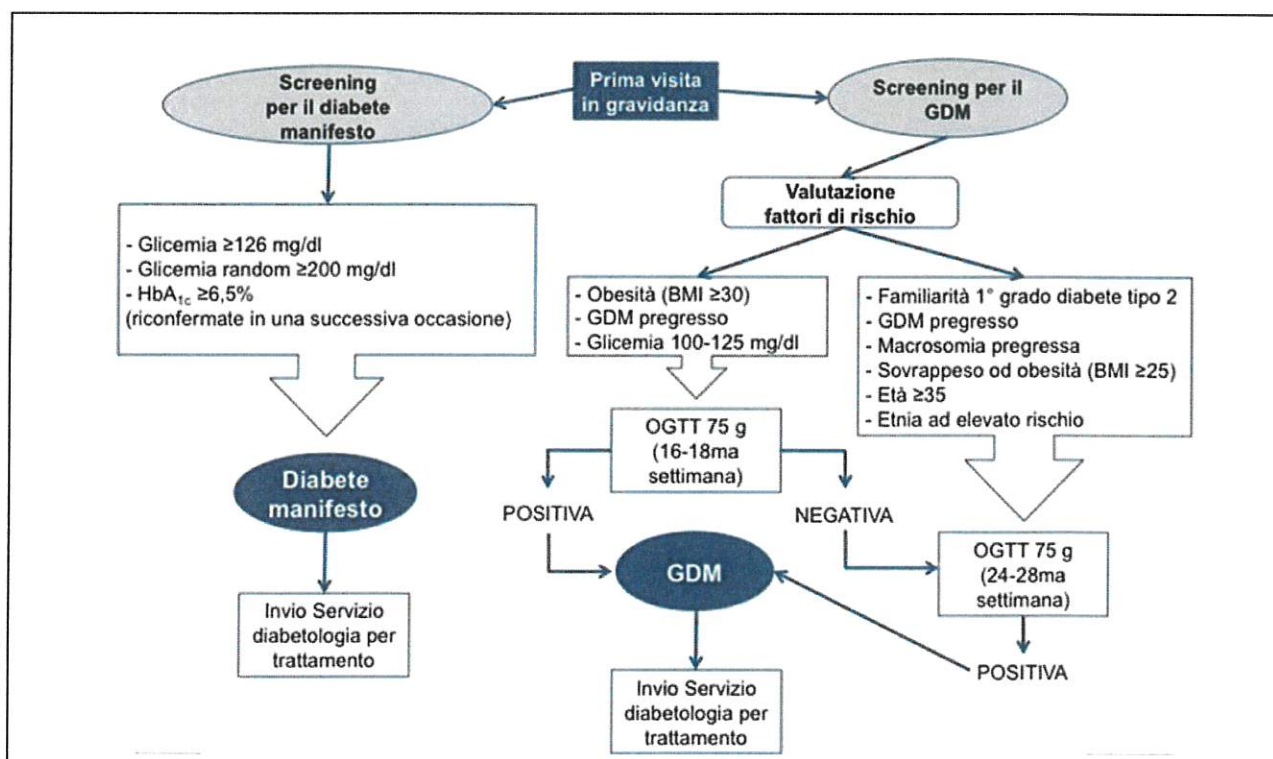 Prima visita
in gravidanza
Screening
per il diabete
manifesto
- Glicemia ≥126 mg/dl
- Glicemia random ≥200 mg/dl
- HbA1c ≥6,5%
(riconfermate in una successiva occasione)
Diabete
manifesto
Invio Servizio
diabetologia per
trattamento
Screening per il
GDM
Valutazione
fattori di rischio
- Obesità (BMI ≥30)
- GDM pregresso
- Glicemia 100-125 mg/dl
- Familiarità 1° grado diabete tipo 2
- GDM pregresso
- Macrosomia pregressa
- Sovrappeso od obesità (BMI ≥25)
- Età ≥35
- Etnia ad elevato rischio
OGTT 75 g
(16-18ma
settimana)
POSITIVA
NEGATIVA
GDM
OGTT 75 g
(24-28ma
settimana)
POSITIVA
Invio Servizio
diabetologia per
trattamento